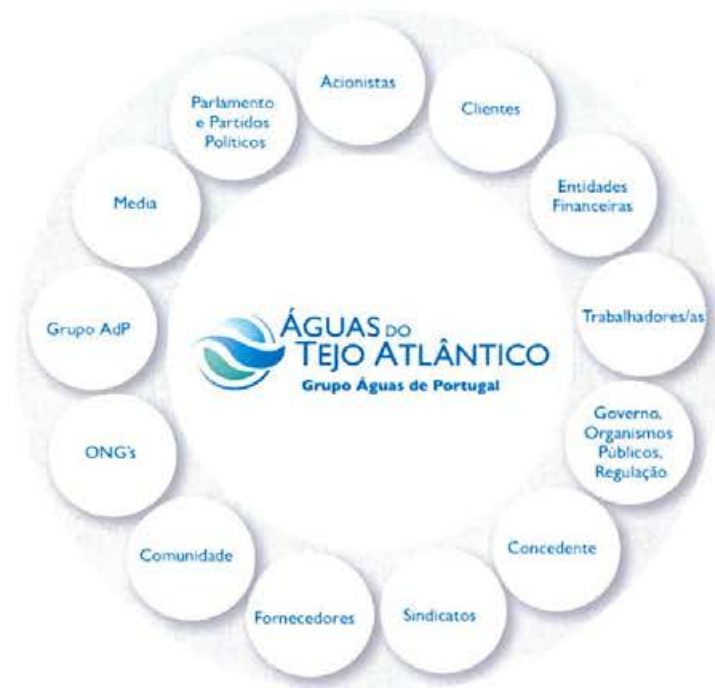 Acionistas
Clientes
Entidades
Financeiras
Trabalhadores/as
Governo,
Organismos
Públicos,
Regulação
Concedente
Sindicatos
Fornecedores
Comunidade
ONG's
Grupo AdP
Media
Parlamento
e Partidos
Políticos
ÁGUAS DO
TEJO ATLÂNTICO
Grupo Águas de Portugal